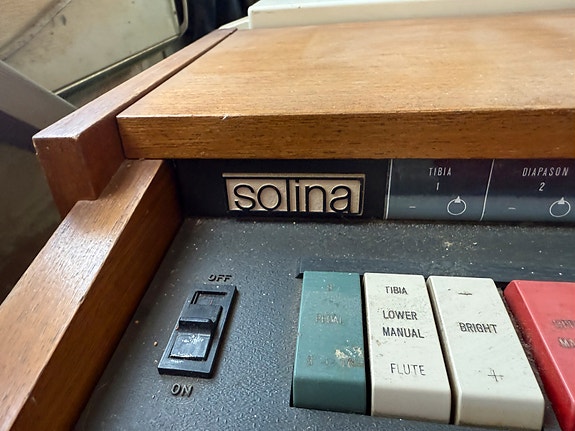 solina
TIBIA
1
DIAPASON
2
OFF
ON
TIBIA
LOWER
MANUAL
FLUTE
BRIGHT